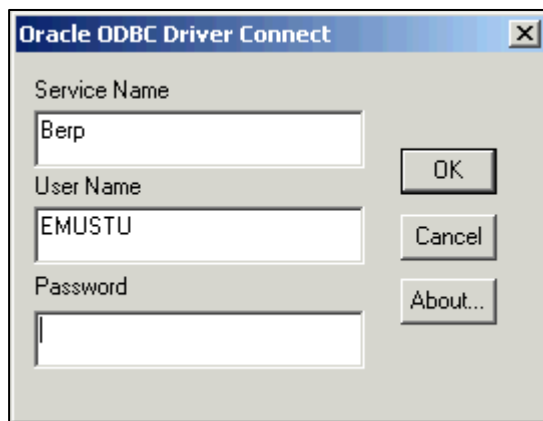 Oracle ODBC Driver Connect
Service Name
Berp
OK
User Name
EMUSTU
Cancel
Password
About...